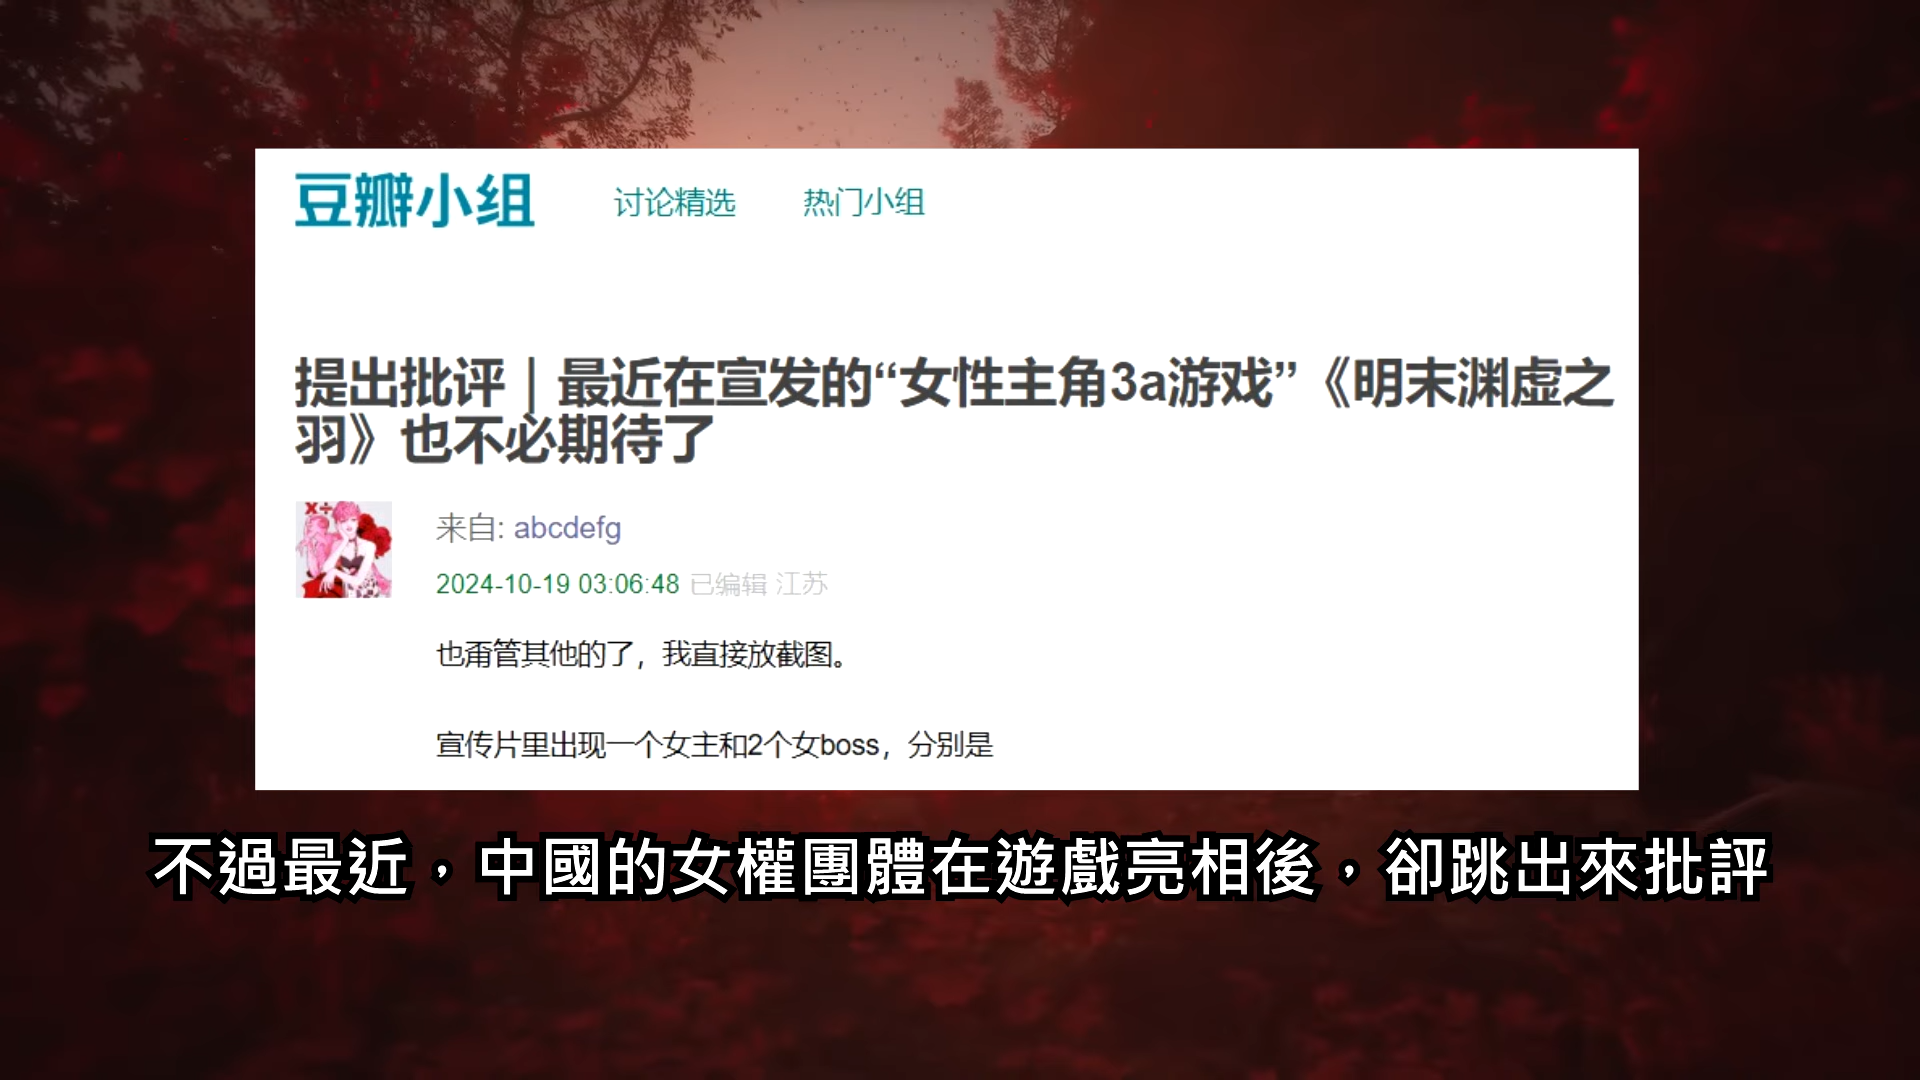 豆瓣小组 讨论精选 热门小组
提出批评｜最近在宣发的“女性主角3a游戏”《明末渊虚之
羽》也不必期待了
来自: abcdefg
2024-10-19 03:06:48 已编辑 江苏
也甭管其他的了，我直接放截图。
宣传片里出现一个女主和2个女boss，分别是
不過最近，中國的女權團體在遊戲亮相後，卻跳出來批評